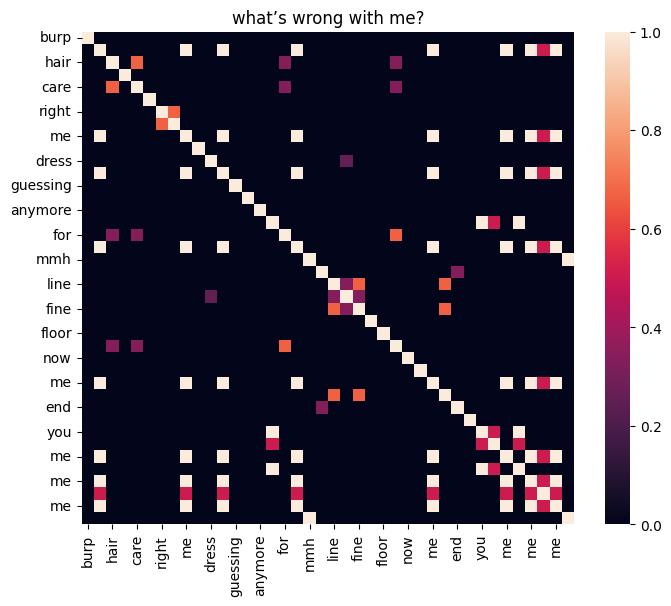 what’s wrong with me?
burp
hair
care
right
me
dress
guessing
anymore
for
mmh
line
fine
floor
now
me
end
you
me
me
me
1.0
0.8
0.6
0.4
0.2
0.0
burp
hair
care
right
me
dress
guessing
anymore
for
mmh
line
fine
floor
now
me
end
you
me
me
me